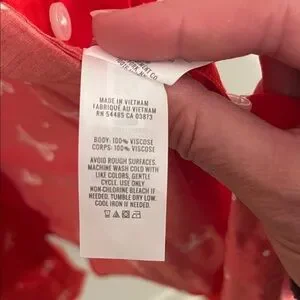 MADE IN VIETNAM
FABRIQUÉ AU VIETNAM
RN 54485 CA 03873
BODY: 100% VISCOSE
CORPS: 100% VISCOSE
AVOID ROUGH SURFACES.
MACHINE WASH COLD WITH
LIKE COLORS, GENTLE
CYCLE. USE ONLY
NON-CHLORINE BLEACH IF
NEEDED. TUMBLE DRY LOW.
COOL IRON IF NEEDED.